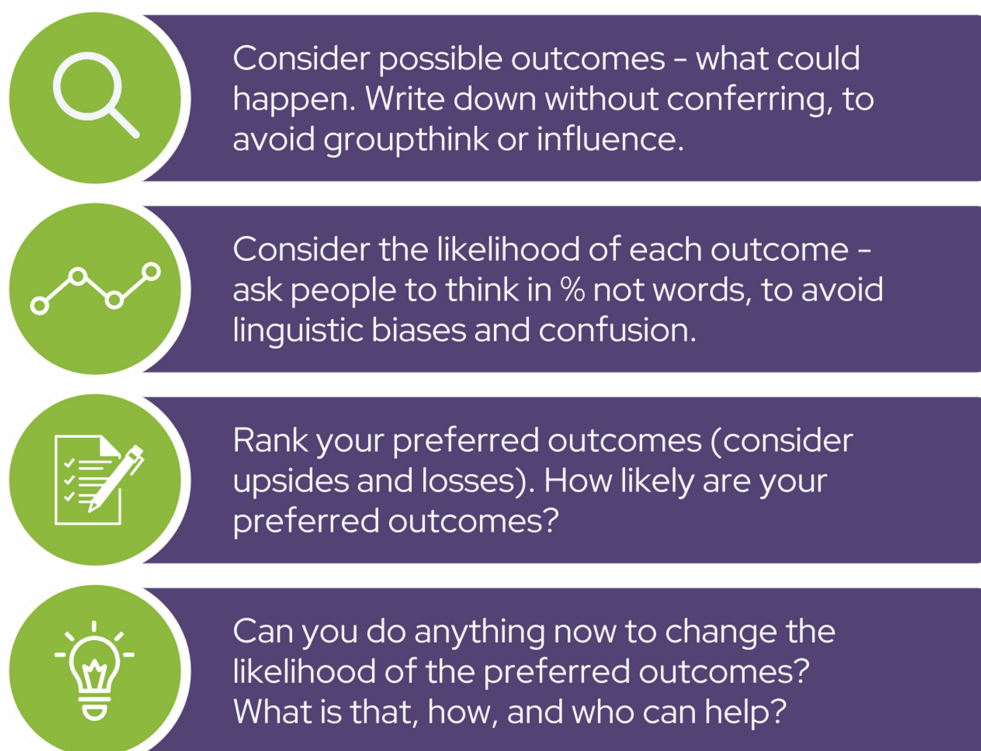 Consider possible outcomes - what could
happen. Write down without conferring, to
avoid groupthink or influence.
Consider the likelihood of each outcome -
ask people to think in % not words, to avoid
linguistic biases and confusion.
Rank your preferred outcomes (consider
upsides and losses). How likely are your
preferred outcomes?
Can you do anything now to change the
likelihood of the preferred outcomes?
What is that, how, and who can help?